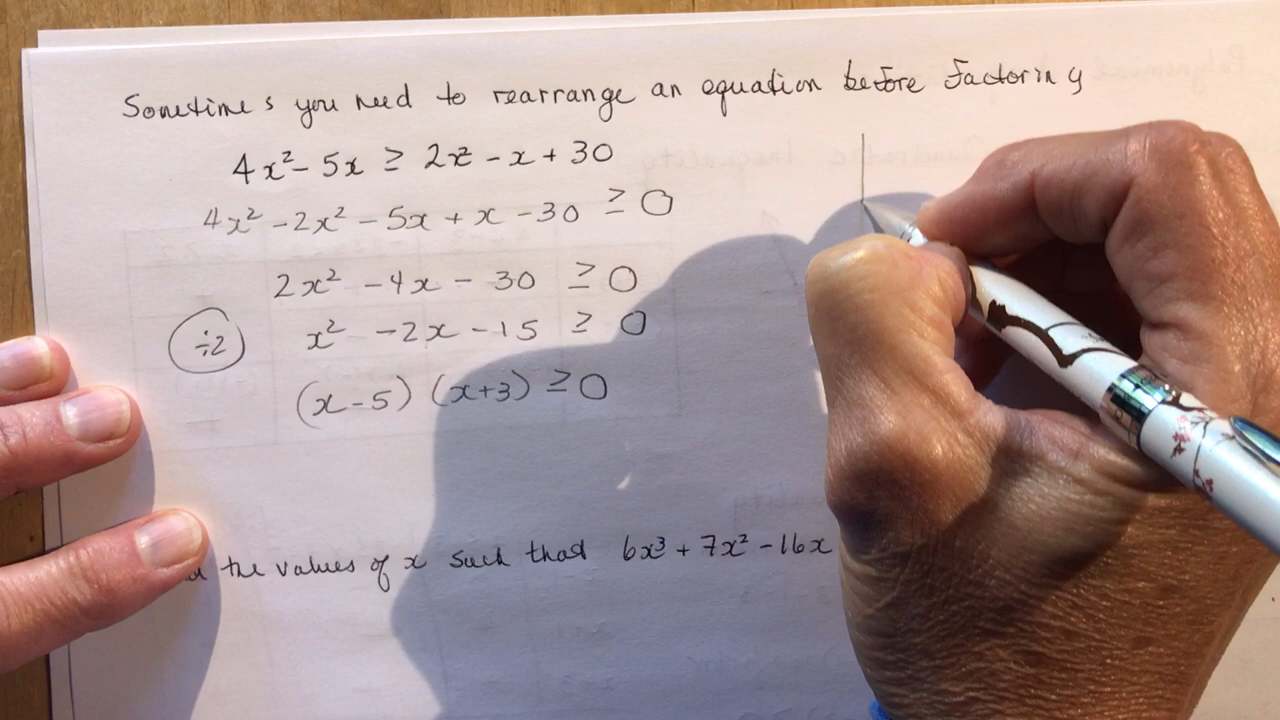 Sometimes you need to rearrange an equation before factoring
4x² - 5x ≥ 2x² - x + 30
4x² - 2x² - 5x + x - 30 ≥ 0
2x² - 4x - 30 ≥ 0
÷2 x² - 2x - 15 ≥ 0
(x-5) (x+3) ≥ 0
the values of x such that 6x³ + 7x² - 16x